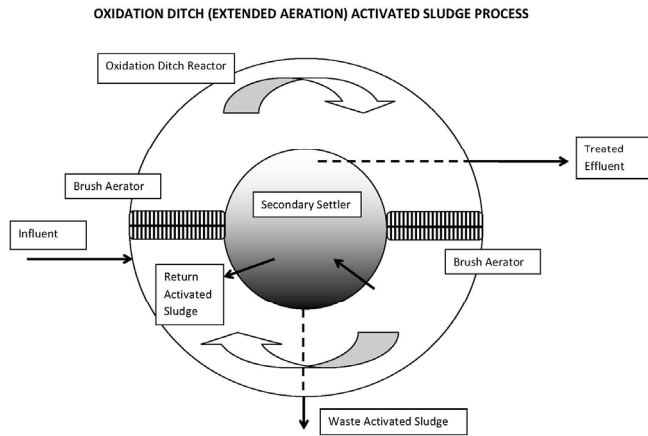 OXIDATION DITCH (EXTENDED AERATION) ACTIVATED SLUDGE PROCESS
Oxidation Ditch Reactor
Treated
Effluent
Brush Aerator
Secondary Settler
Influent
Brush Aerator
Return
Activated
Sludge
Waste Activated Sludge